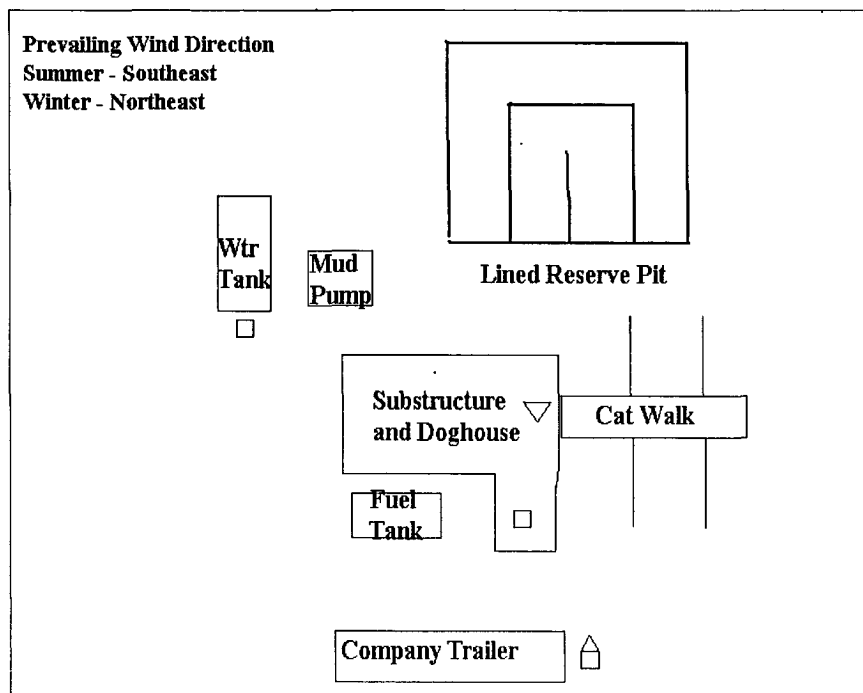 Prevailing Wind Direction
Summer - Southeast
Winter - Northeast
Wtr
Tank
Mud
Pump
Lined Reserve Pit
Substructure
and Doghouse
Cat Walk
Fuel
Tank
Company Trailer